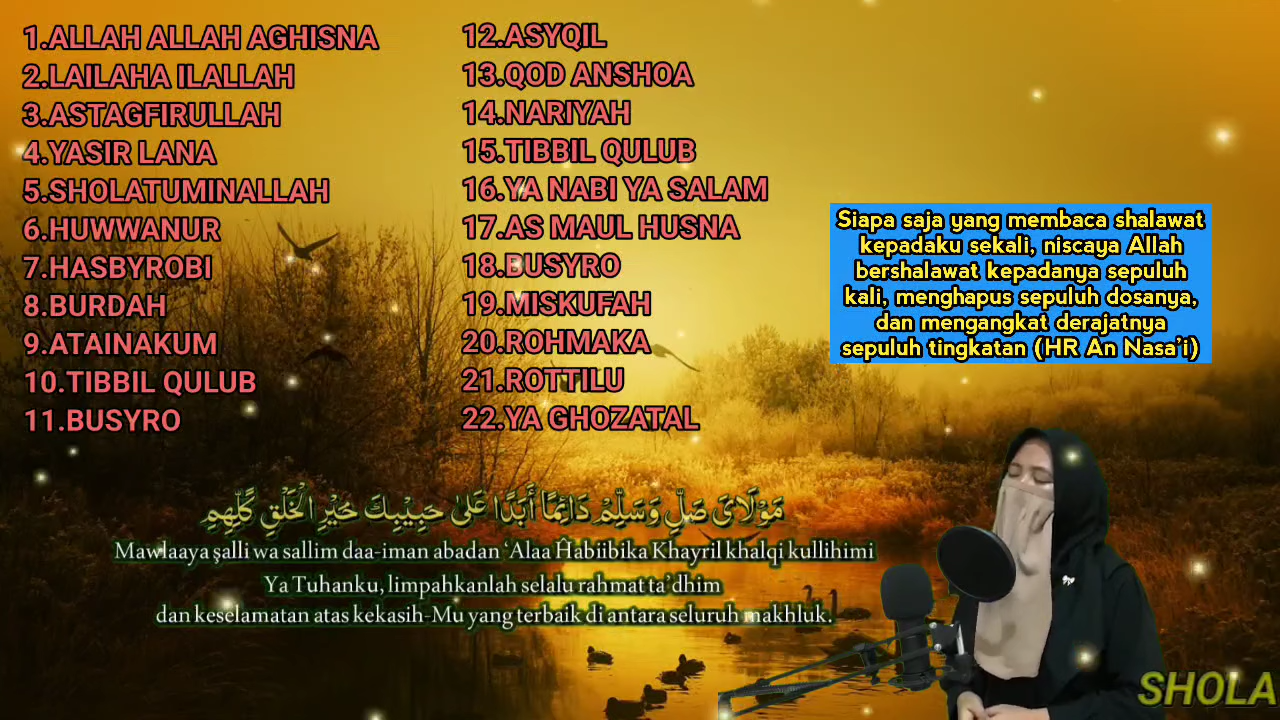 1.ALLAH ALLAH AGHISNA
2.LAILAHA ILALLAH
3.ASTAGFIRULLAH
4.YASIR LANA
5.SHOLATUMINALLAH
6.HUWWANUR
7.HASBYROBI
8.BURDAH
9.ATAINAKUM
10.TIBBIL QULUB
11.BUSYRO
12.ASYQIL
13.QOD ANSHOA
14.NARIYAH
15.TIBBIL QULUB
16.YA NABI YA SALAM
17.AS MAUL HUSNA
18.BUSYRO
19.MISKUFAH
20.ROHMAKA
21.ROTTILU
22.YA GHOZATAL
Siapa saja yang membaca shalawat
kepadaku sekali, niscaya Allah
bershalawat kepadanya sepuluh
kali, menghapus sepuluh dosanya,
dan mengangkat derajatnya
sepuluh tingkatan (HR An Nasa'i)
مَوْلَايَ صَلِّ وَسَلِّمْ دَائِمًا أَبَدًا عَلىٰ حَبِيْبِكَ خَيْرِ الْخَلْقِ كُلِّهِمِ
Mawlaaya şalli wa sallim daa-iman abadan ‘Alaa Ĥabiibika Khayril khalqi kullihimi
Ya Tuhanku, limpahkanlah selalu rahmat ta’dhim
dan keselamatan atas kekasih-Mu yang terbaik di antara seluruh makhluk.
SHOLA